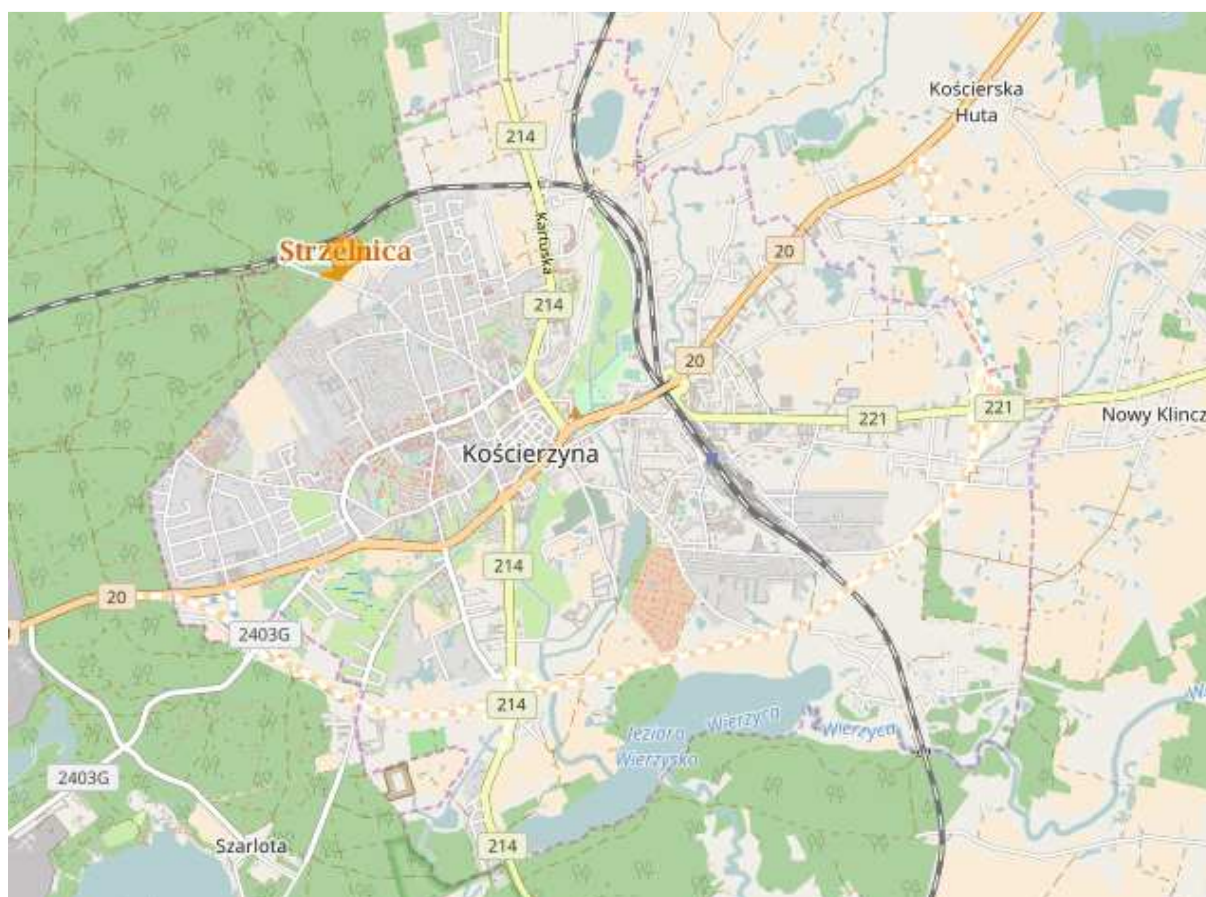 Kościerska
Huta
214
Strzelnica
Kartuska
20
214
20
221
221
Nowy Klincz
Kościerzyna
214
20
2403G
214
Jezioro
Wierzysko
Wierzyca
Wierzyca
2403G
Szarlota
214